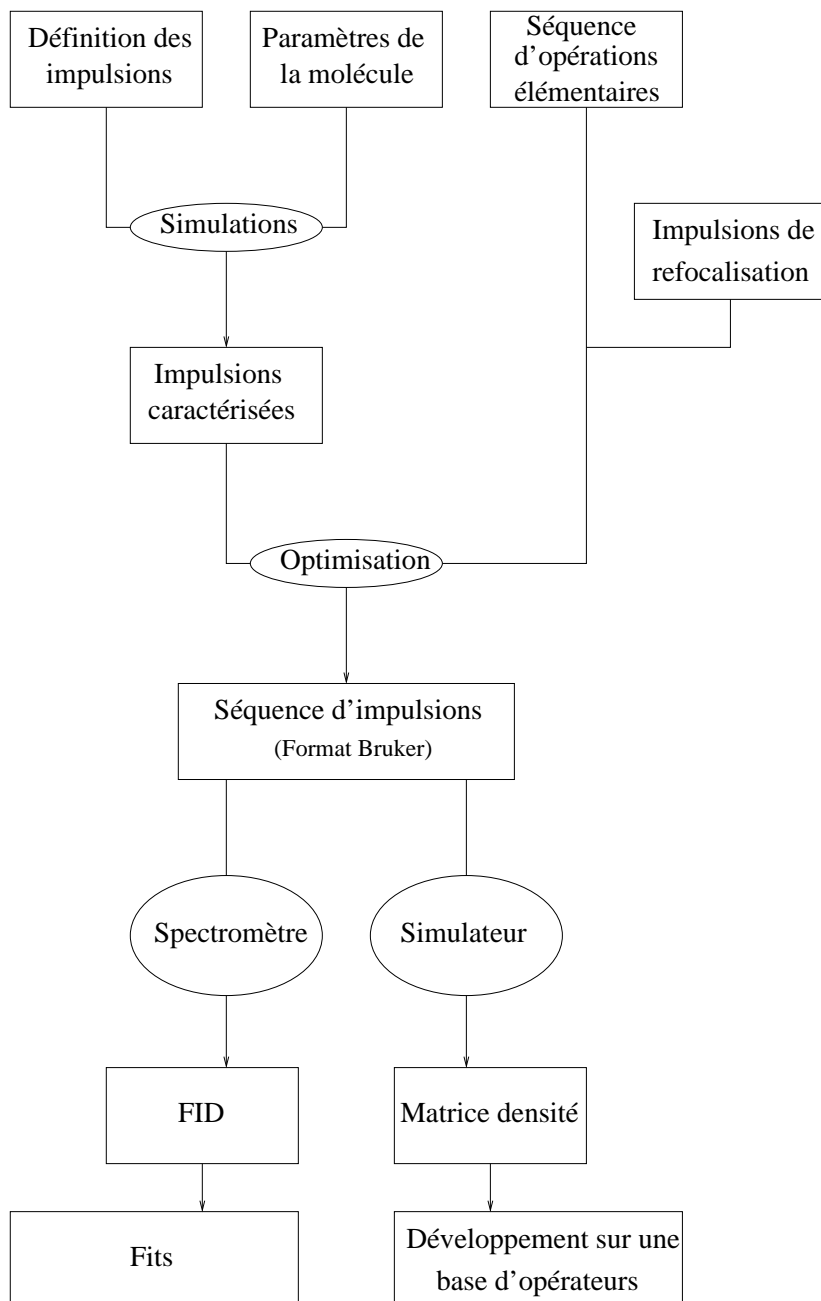 Définition des
impulsions
Paramètres de
la molécule
Séquence
d’opérations
élémentaires
Simulations
Impulsions de
refocalisation
Impulsions
caractérisées
Optimisation
Séquence d’impulsions
(Format Bruker)
Spectromètre
Simulateur
FID
Matrice densité
Fits
Développement sur une
base d’opérateurs